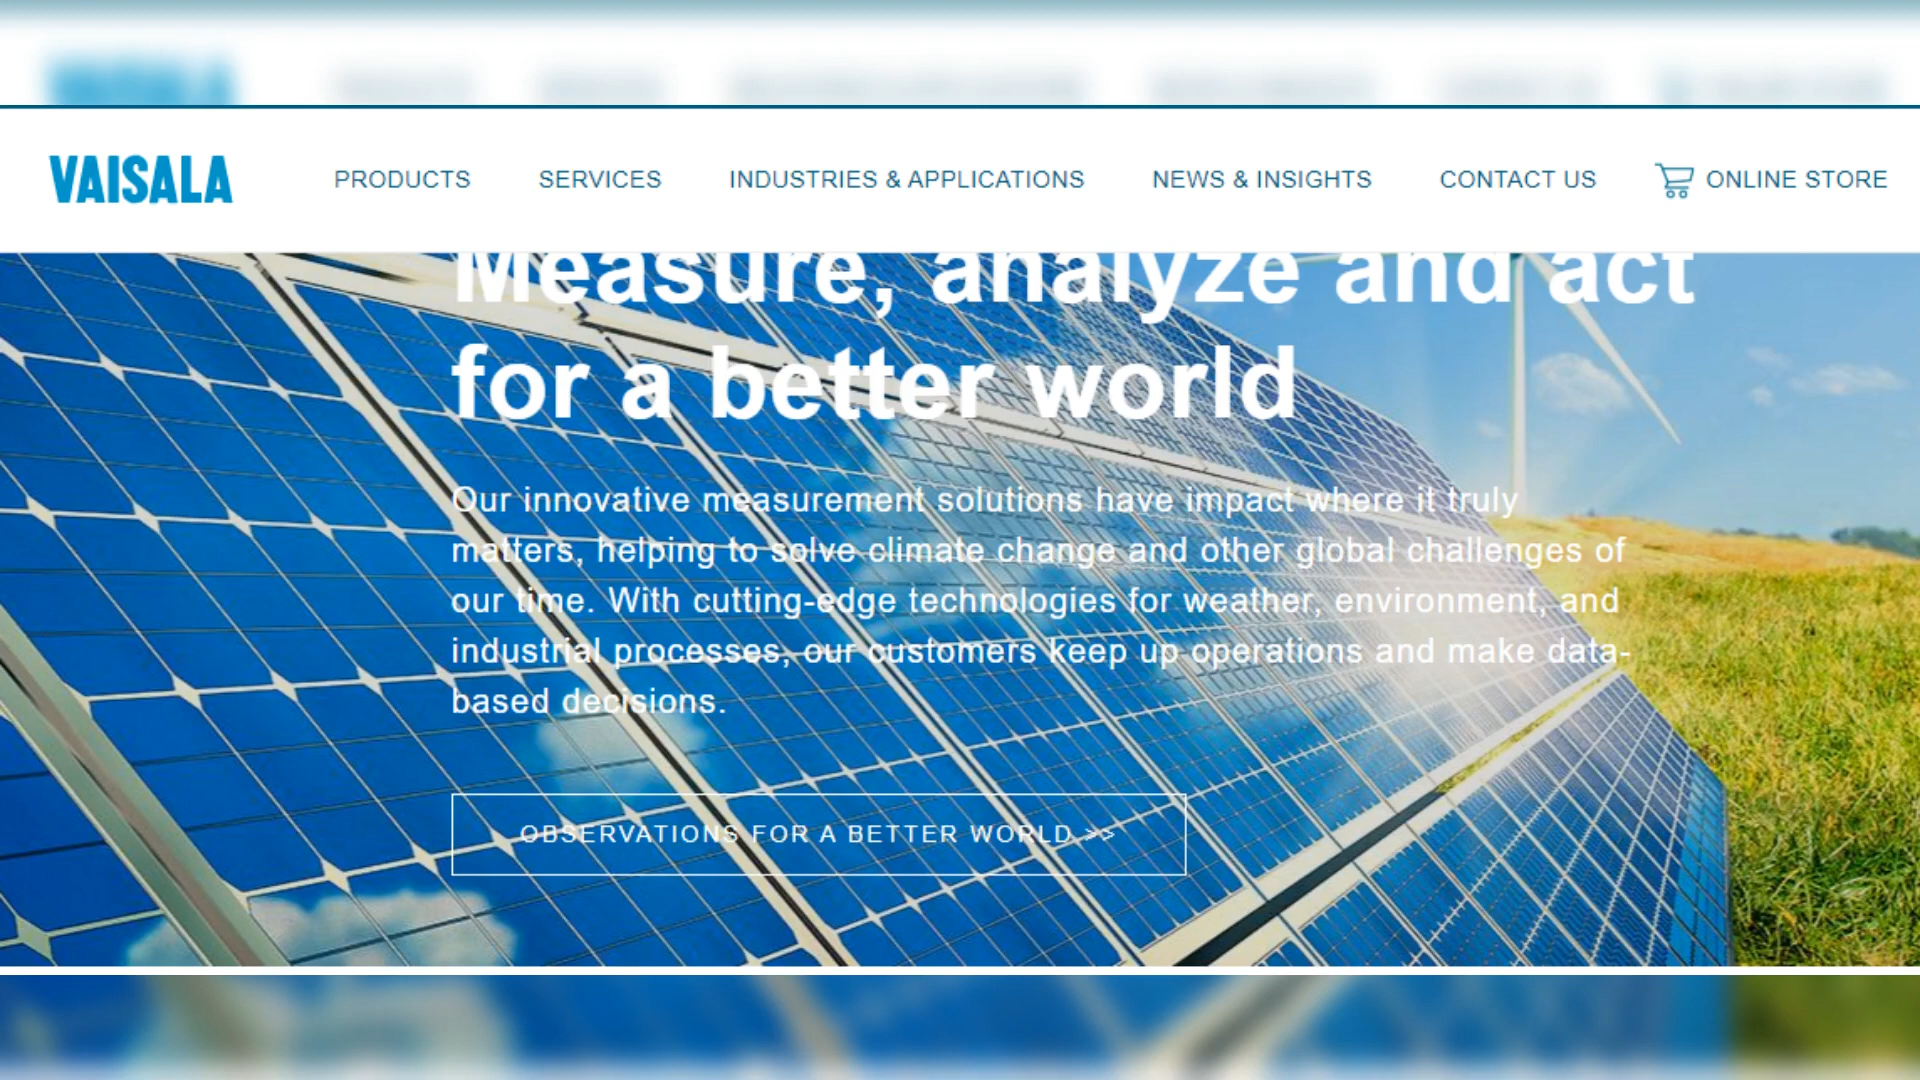 VAISALA
PRODUCTS
SERVICES
INDUSTRIES & APPLICATIONS
NEWS & INSIGHTS
CONTACT US
ONLINE STORE
Measure, analyze and act
for a better world
Our innovative measurement solutions have impact where it truly
matters, helping to solve climate change and other global challenges of
our time. With cutting-edge technologies for weather, environment, and
industrial processes, our customers keep up operations and make data-
based decisions.
OBSERVATIONS FOR A BETTER WORLD >>